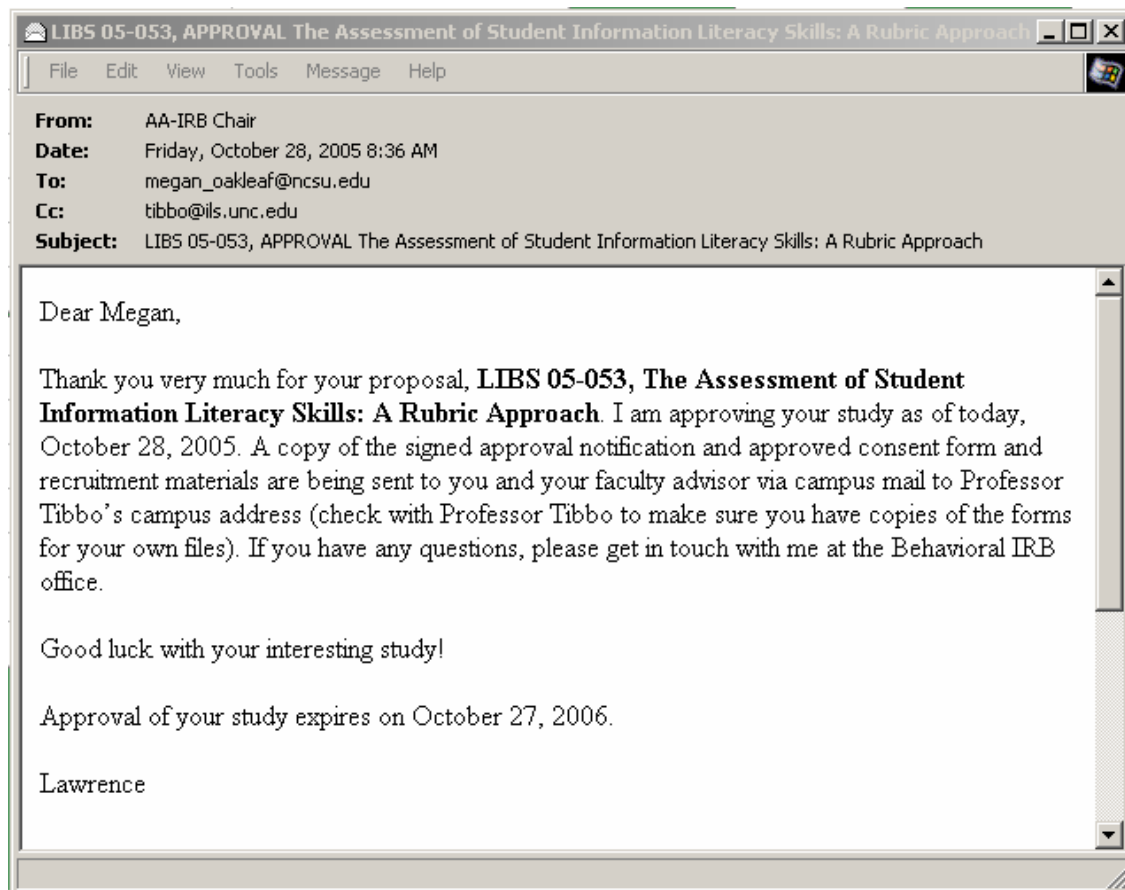 LIBS 05-053, APPROVAL The Assessment of Student Information Literacy Skills: A Rubric Approach
File Edit View Tools Message Help
From: AA-IRB Chair
Date: Friday, October 28, 2005 8:36 AM
To: megan_oakleaf@ncsu.edu
Cc: tibbo@ils.unc.edu
Subject: LIBS 05-053, APPROVAL The Assessment of Student Information Literacy Skills: A Rubric Approach
Dear Megan,
Thank you very much for your proposal, LIBS 05-053, The Assessment of Student
Information Literacy Skills: A Rubric Approach. I am approving your study as of today,
October 28, 2005. A copy of the signed approval notification and approved consent form and
recruitment materials are being sent to you and your faculty advisor via campus mail to Professor
Tibbo's campus address (check with Professor Tibbo to make sure you have copies of the forms
for your own files). If you have any questions, please get in touch with me at the Behavioral IRB
office.
Good luck with your interesting study!
Approval of your study expires on October 27, 2006.
Lawrence